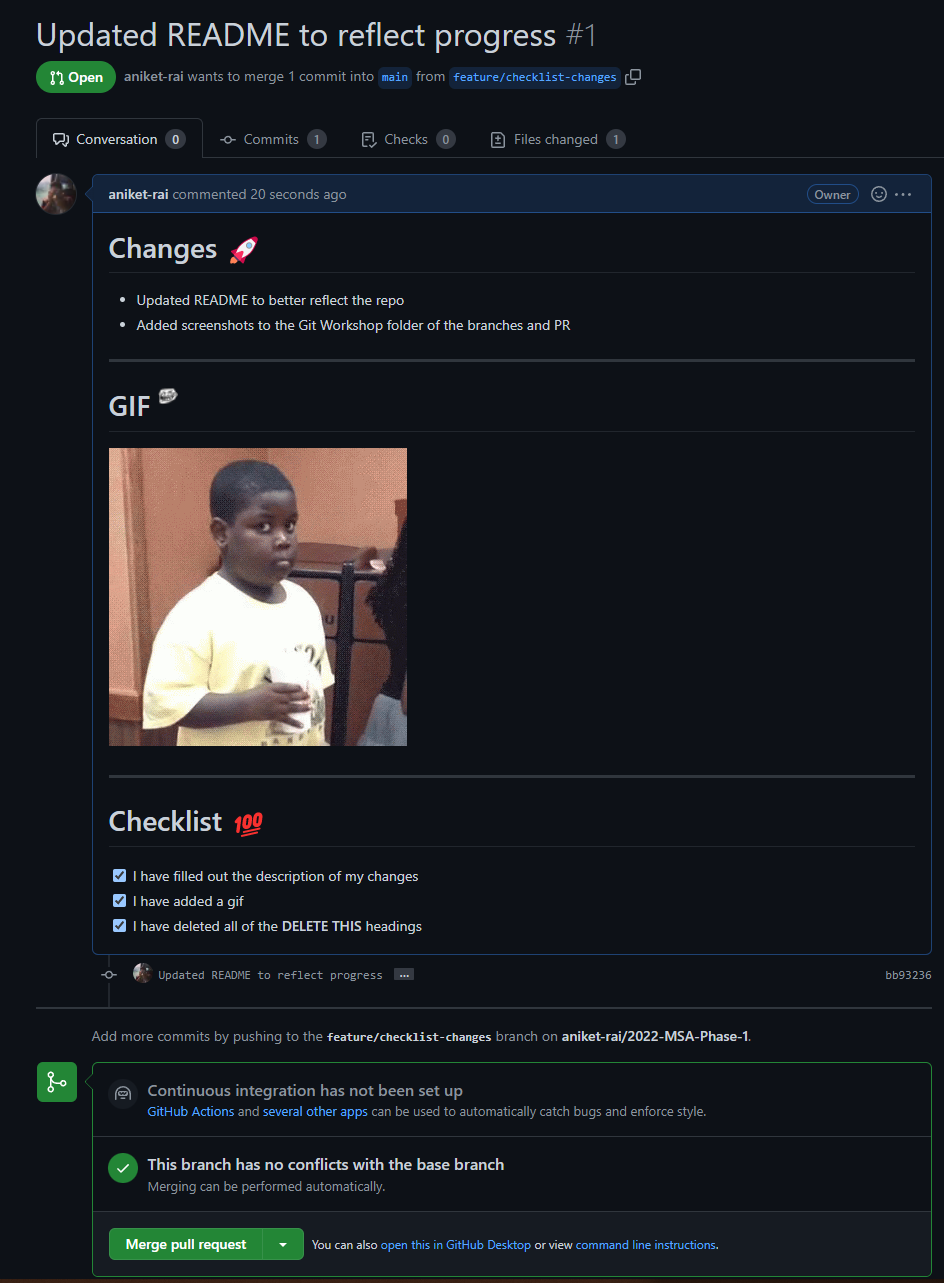 Updated README to reflect progress #1
Open aniket-rai wants to merge 1 commit into main from feature/checklist-changes
Conversation 0 Commits 1 Checks 0 Files changed 1
aniket-rai commented 20 seconds ago Owner
Changes 🚀
Updated README to better reflect the repo
Added screenshots to the Git Workshop folder of the branches and PR
GIF
Checklist 💯
I have filled out the description of my changes
I have added a gif
I have deleted all of the DELETE THIS headings
Updated README to reflect progress ... bb93236
Add more commits by pushing to the feature/checklist-changes branch on aniket-rai/2022-MSA-Phase-1.
Continuous integration has not been set up
GitHub Actions and several other apps can be used to automatically catch bugs and enforce style.
This branch has no conflicts with the base branch
Merging can be performed automatically.
Merge pull request You can also open this in GitHub Desktop or view command line instructions.